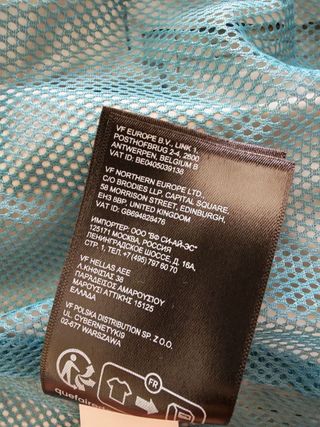 VF EUROPE B.V., LINK 1,
POSTHOFBRUG 2-4, 2600
ANTWERPEN, BELGIUM B
VAT ID: BE0405039138
VF NORTHERN EUROPE LTD.
C/O BRODIES LLP. CAPITAL SQUARE,
58 MORRISON STREET, EDINBURGH,
EH3 8BP, UNITED KINGDOM
VAT ID: GB694828476
ИМПОРТЕР: ООО "ВФ СИ-АЙ-ЭС"
125171 МОСКВА, РОССИЯ
ЛЕНИНГРАДСКОЕ ШОССЕ, Д. 16А,
СТР. 1, ТЕЛ.+7 (495) 797 60 70
VF HELLAS AEE
Λ.ΚΗΦΙΣΙΑΣ 36
ΠΑΡΑΔΕΙΣΟΣ ΑΜΑΡΟΥΣΙΟΥ
ΜΑΡΟΥΣΙ ΑΤΤΙΚΗΣ 15125
ΕΛΛΑΔΑ
VF POLSKA DISTRIBUTION SP. Z O.O.
UL. CYBERNETYKI9
02-677 WARSZAWA
FR